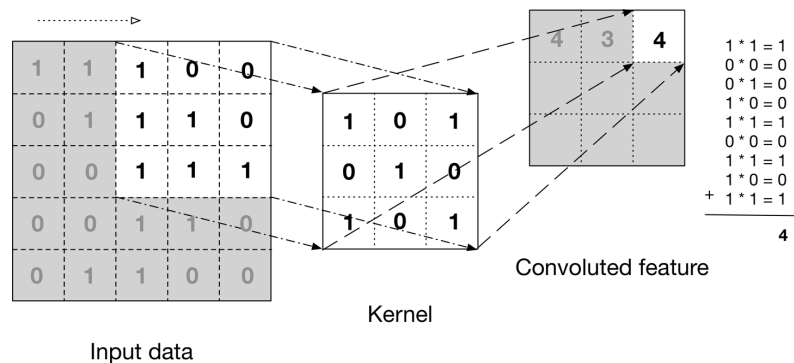 1 1 1 0 0
0 1 1 1 0
0 0 1 1 1
0 0 1 1 0
0 1 1 0 0
Input data
1 0 1
0 1 0
1 0 1
Kernel
4 3 4
Convoluted feature
1 * 1 = 1
0 * 0 = 0
0 * 1 = 0
1 * 0 = 0
1 * 1 = 1
0 * 0 = 0
1 * 1 = 1
1 * 0 = 0
+ 1 * 1 = 1
4